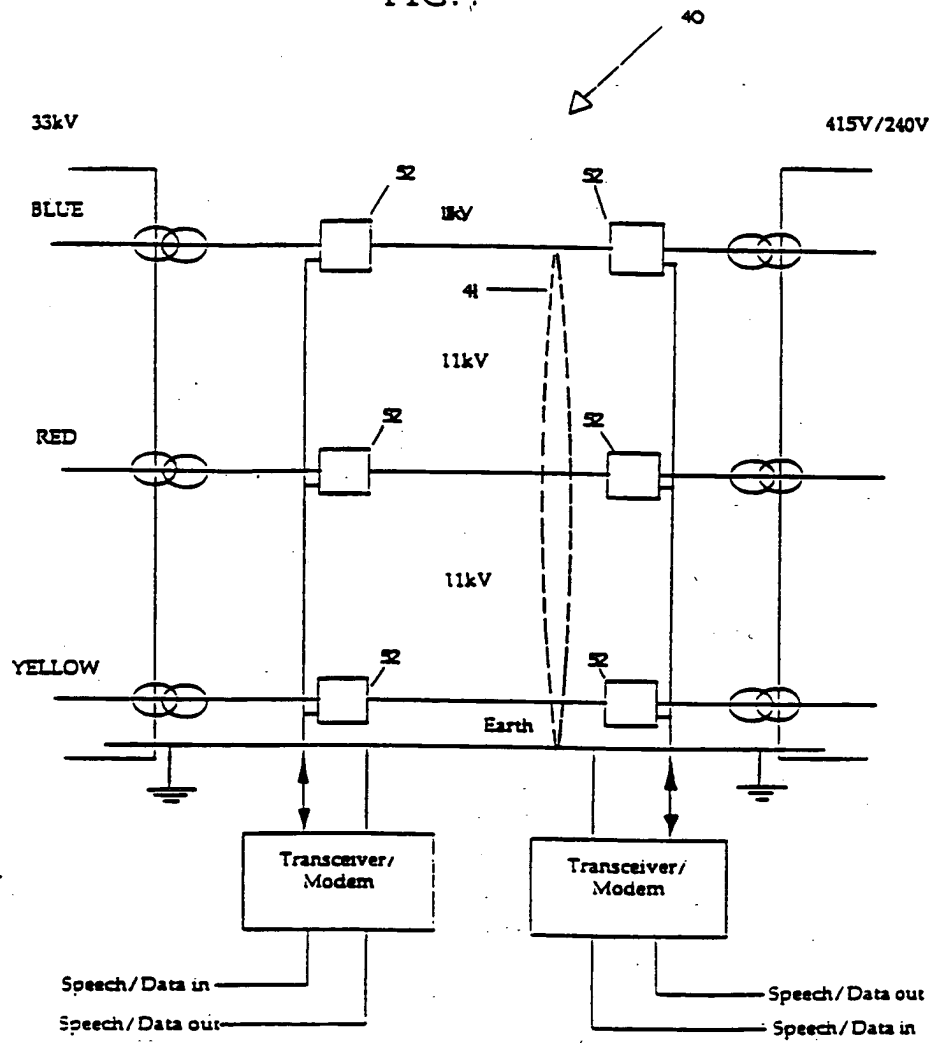 40
33kV
415V/240V
52
52
BLUE
11kV
41
11kV
52
52
RED
11kV
52
52
YELLOW
Earth
Transceiver/
Modem
Transceiver/
Modem
Speech/Data in
Speech/Data out
Speech/Data out
Speech/Data in